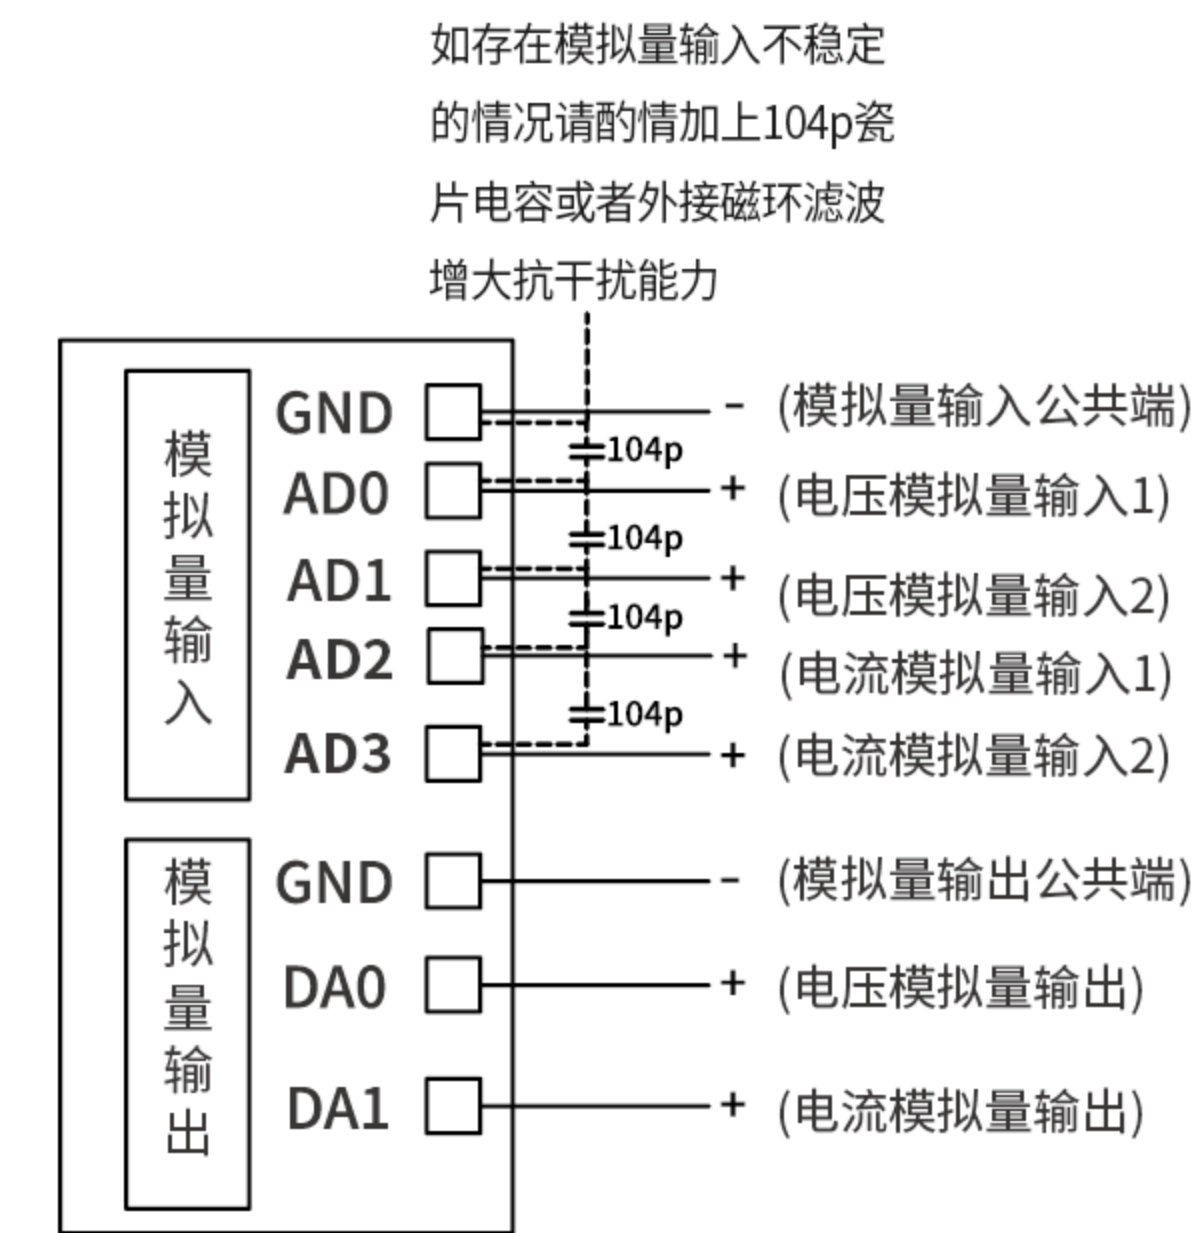 如存在模拟量输入不稳定
的情况请酌情加上104p瓷
片电容或者外接磁环滤波
增大抗干扰能力
模拟量输入
GND
- (模拟量输入公共端)
104p
AD0
+ (电压模拟量输入1)
104p
AD1
+ (电压模拟量输入2)
104p
AD2
+ (电流模拟量输入1)
104p
AD3
+ (电流模拟量输入2)
模拟量输出
GND
- (模拟量输出公共端)
DA0
+ (电压模拟量输出)
DA1
+ (电流模拟量输出)